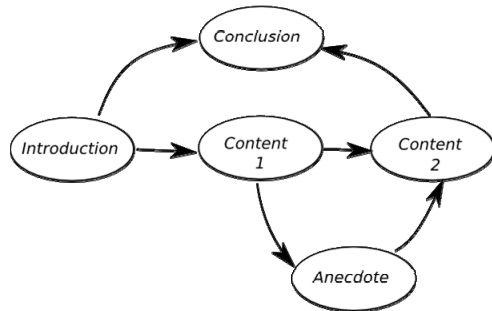 Conclusion
Introduction
Content
1
Content
2
Anecdote